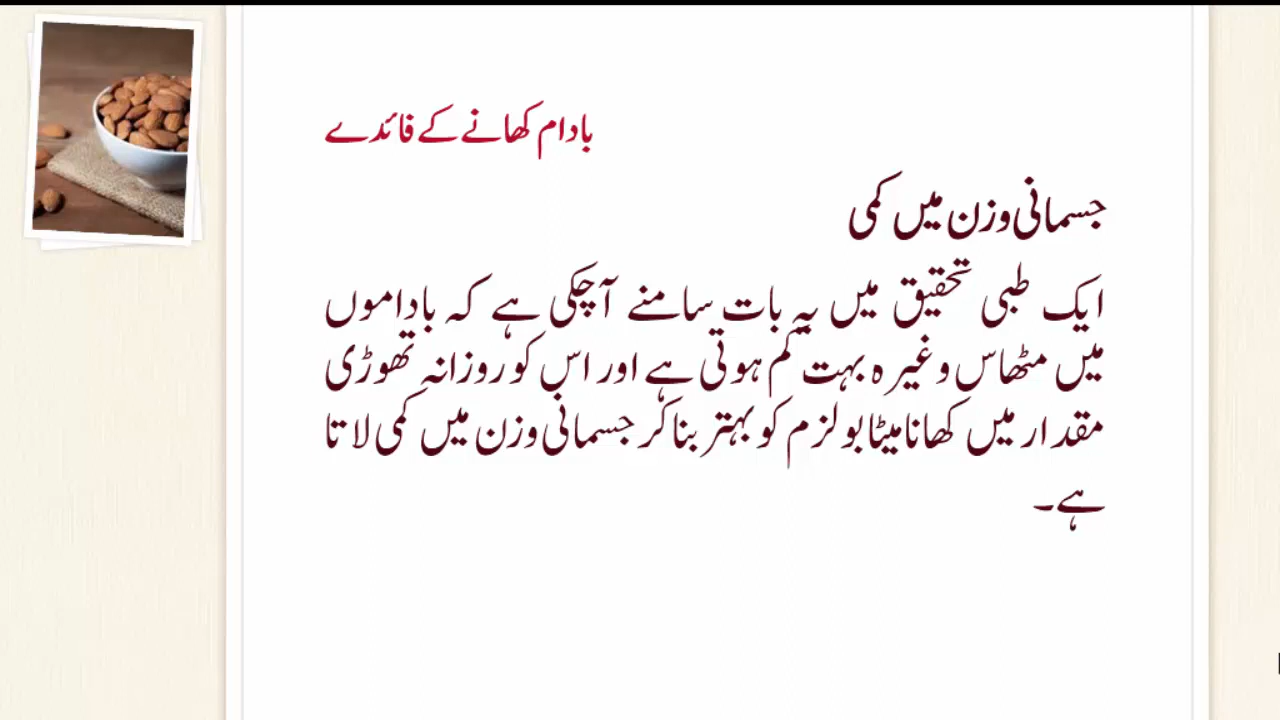 بادام کھانے کے فائدے
جسمانی وزن میں کمی
ایک طبی تحقیق میں یہ بات سامنے آچکی ہے کہ باداموں
میں مٹھاس وغیرہ بہت کم ہوتی ہے اور اس کو روزانہ تھوڑی
مقدار میں کھانا میٹابولزم کو بہتر بنا کر جسمانی وزن میں کمی لاتا
ہے۔